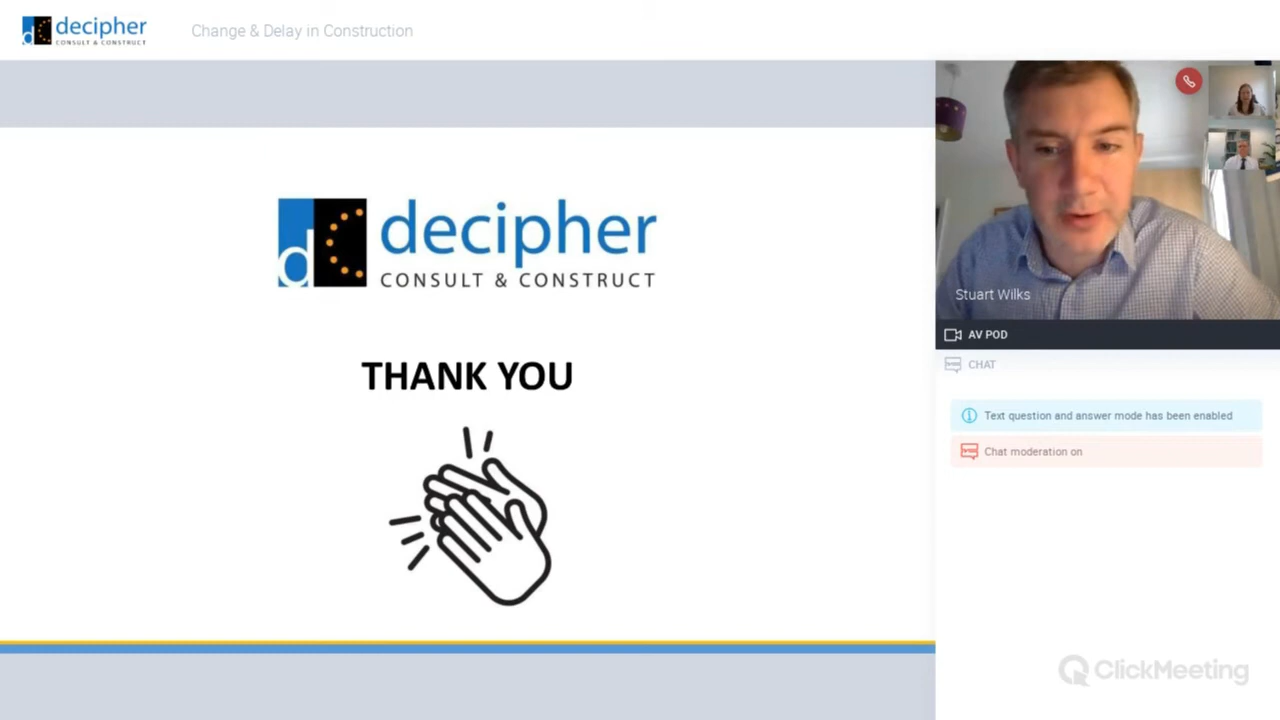 decipher
CONSULT & CONSTRUCT
Change & Delay in Construction
decipher
CONSULT & CONSTRUCT
THANK YOU
Stuart Wilks
AV POD
CHAT
Text question and answer mode has been enabled
Chat moderation on
ClickMeeting